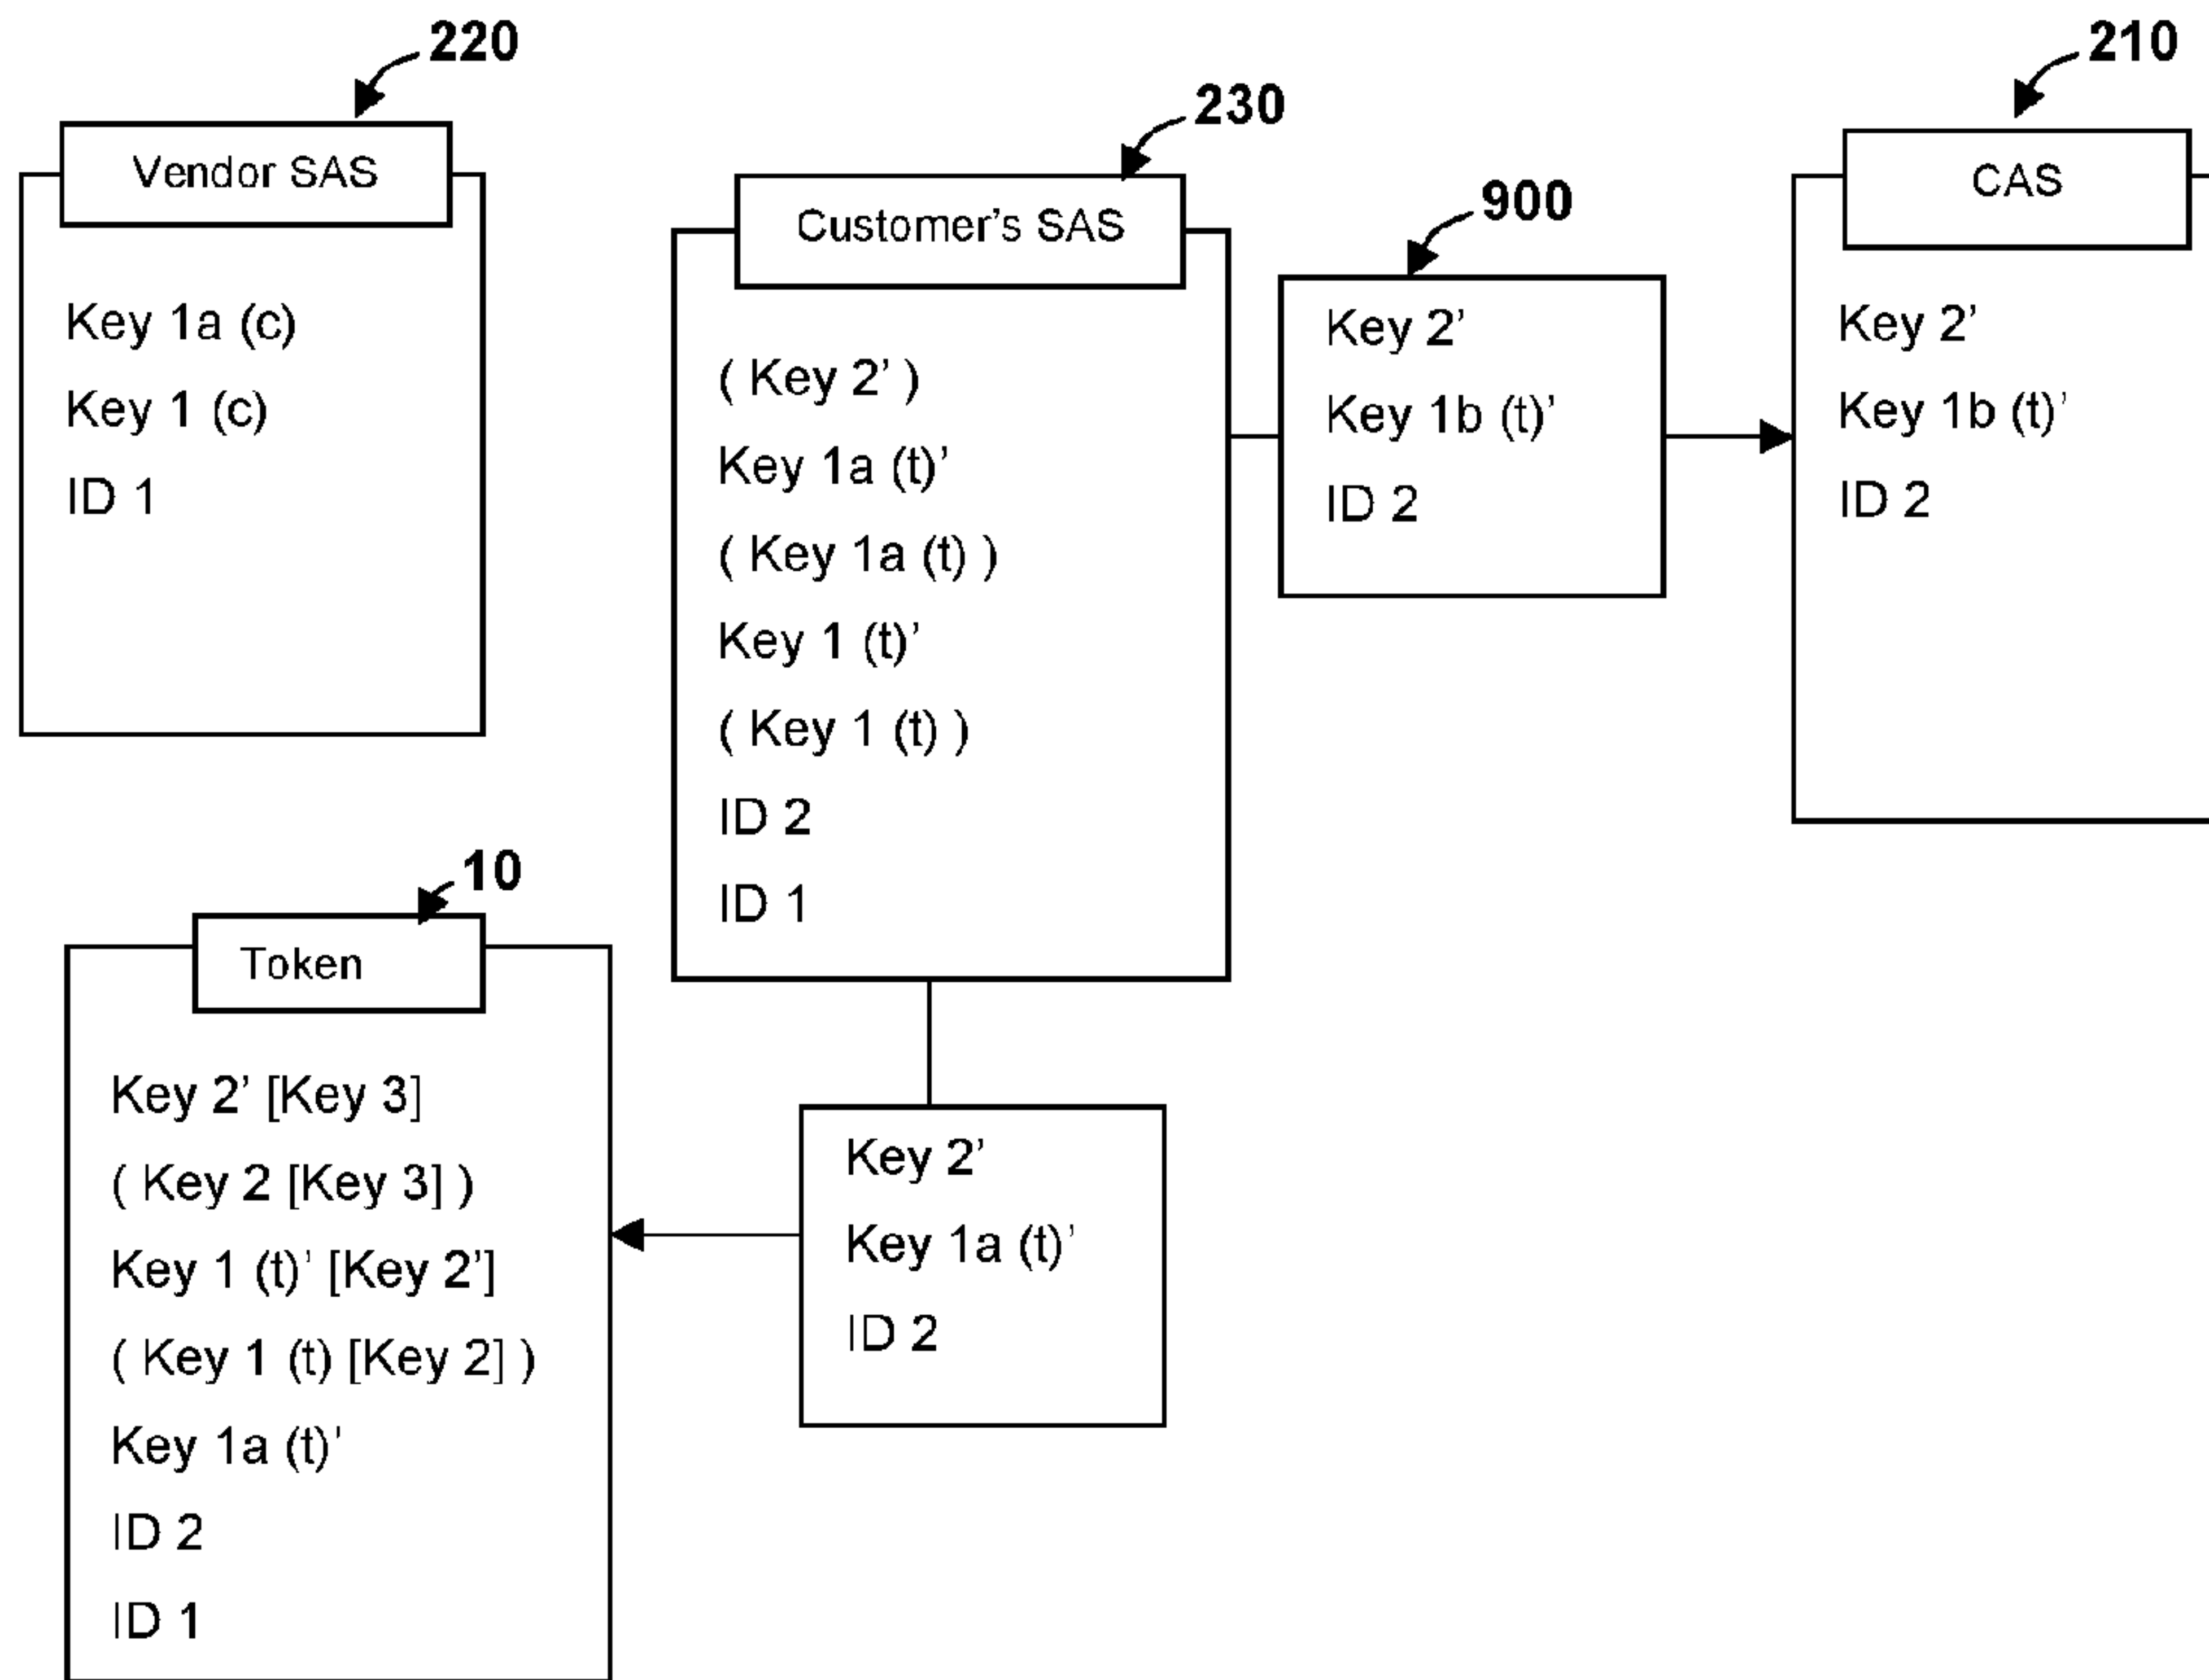 220
Vendor SAS
Key 1a (c)
Key 1 (c)
ID 1
230
Customer’s SAS
( Key 2’ )
Key 1a (t)’
( Key 1a (t) )
Key 1 (t)’
( Key 1 (t) )
ID 2
ID 1
900
Key 2’
Key 1b (t)’
ID 2
210
CAS
Key 2’
Key 1b (t)’
ID 2
10
Token
Key 2’ [Key 3]
( Key 2 [Key 3] )
Key 1 (t)’ [Key 2’]
( Key 1 (t) [Key 2] )
Key 1a (t)’
ID 2
ID 1
Key 2’
Key 1a (t)’
ID 2